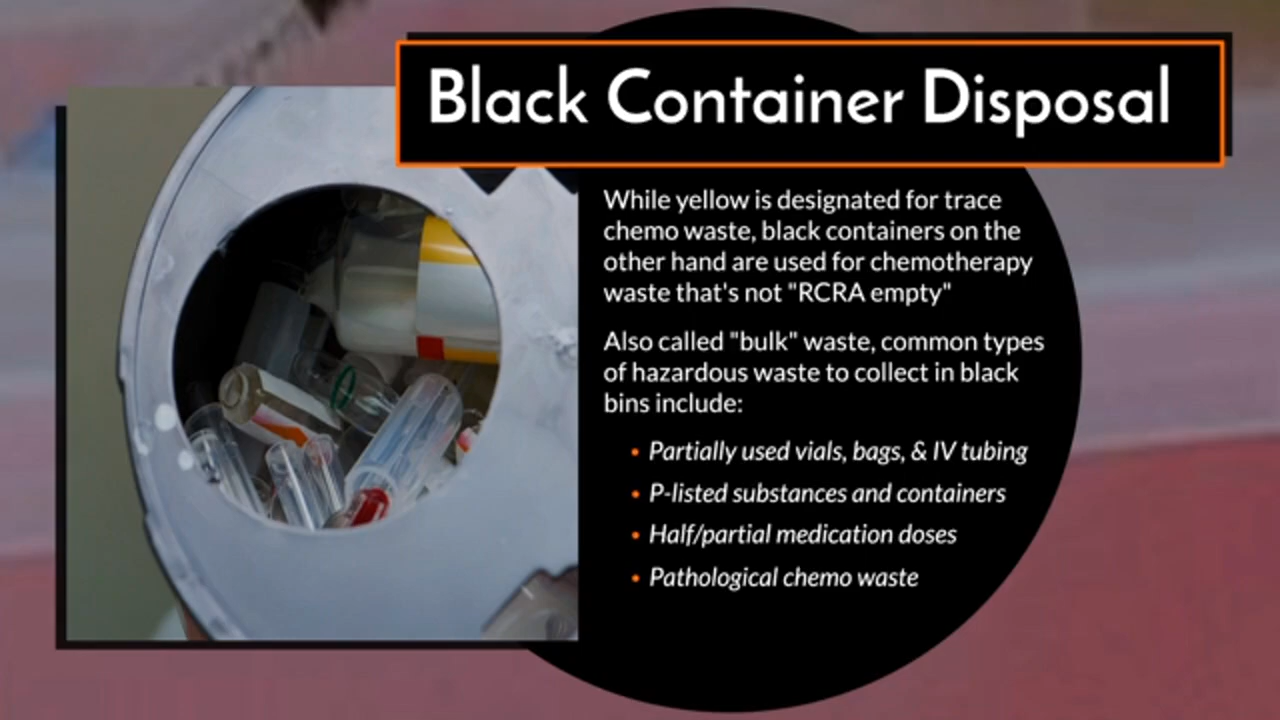 Black Container Disposal
While yellow is designated for trace
chemo waste, black containers on the
other hand are used for chemotherapy
waste that's not "RCRA empty"
Also called "bulk" waste, common types
of hazardous waste to collect in black
bins include:
• Partially used vials, bags, & IV tubing
• P-listed substances and containers
• Half/partial medication doses
• Pathological chemo waste